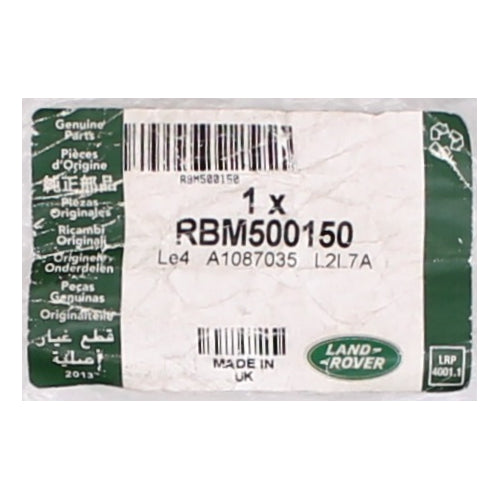 Genuine
Parts
Pièces
d'Origine
純正部品
Piezas
Originales
Ricambi
Originali
Originele
Onderdelen
Peças
Genuinas
Originalteile
قطع غيار
أصلية
2013
RBM500150
1 x
RBM500150
Le4 A1087035 L2L7A
MADE IN
UK
LAND-
ROVER
LRP
4001.1